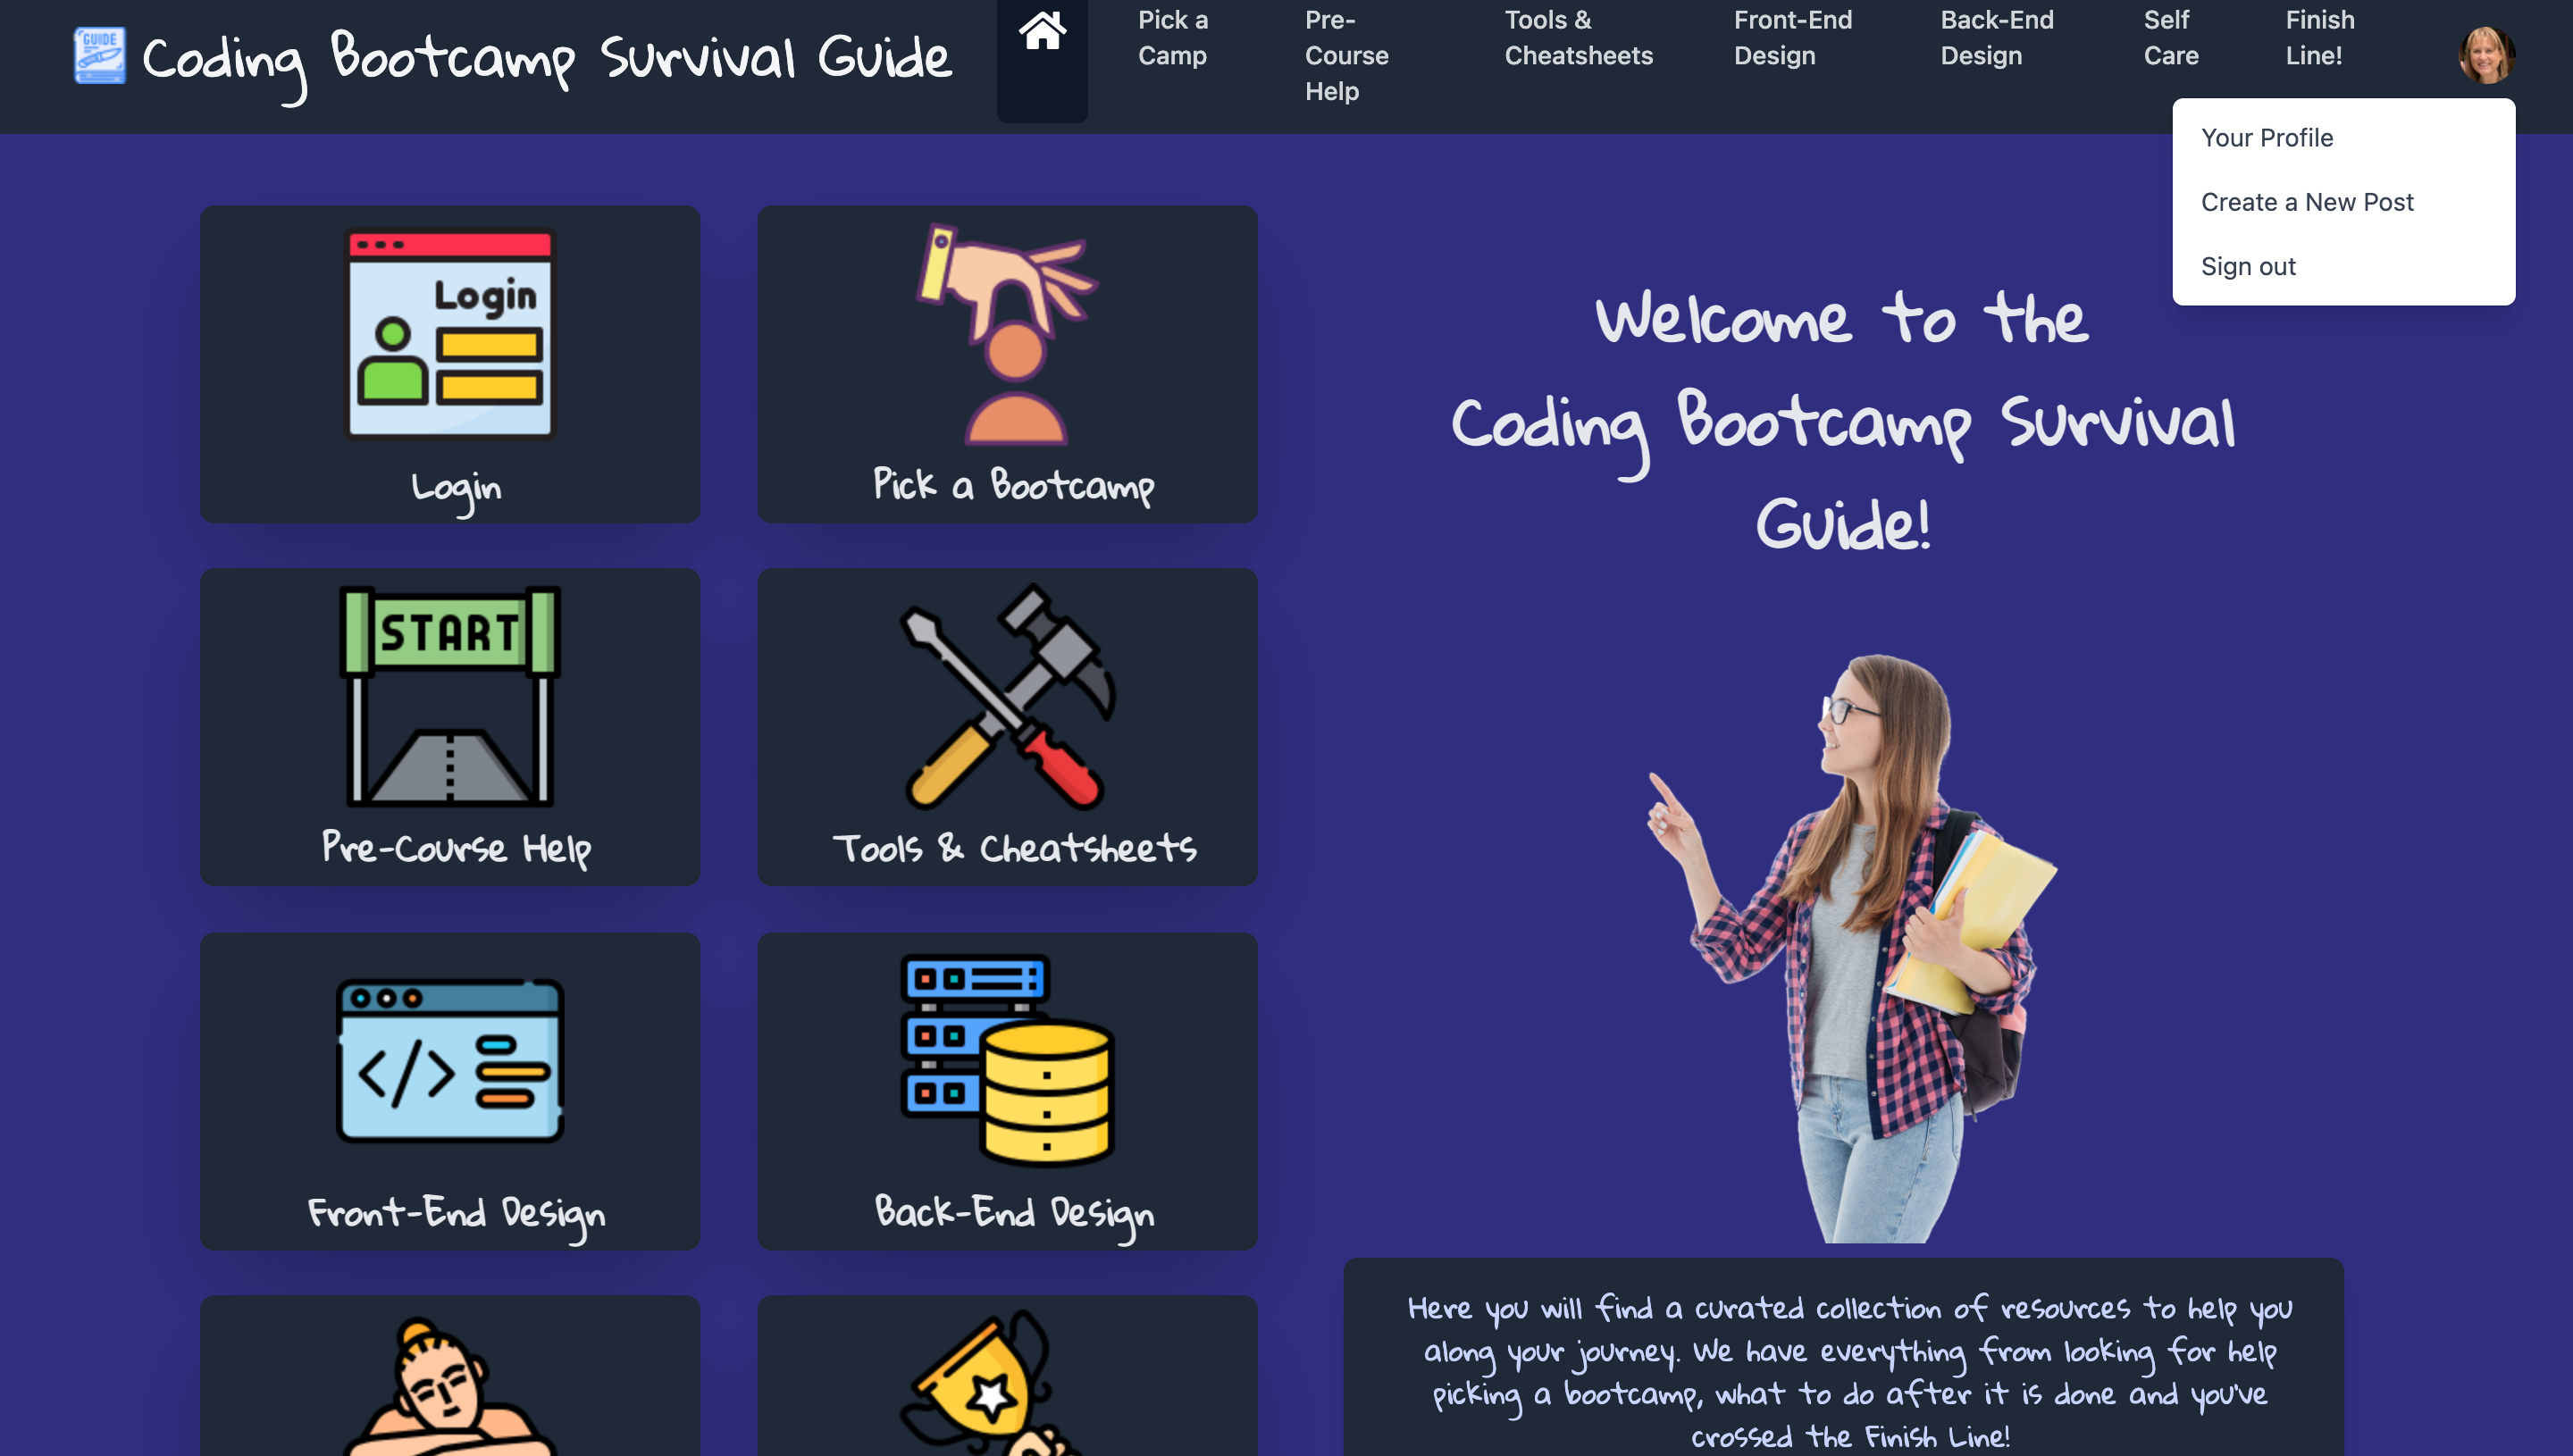 GUIDE
Coding Bootcamp Survival Guide
Pick a
Camp
Pre-
Course
Help
Tools &
Cheatsheets
Front-End
Design
Back-End
Design
Self
Care
Finish
Line!
Your Profile
Create a New Post
Sign out
Login
Login
Pick a Bootcamp
START
Pre-Course Help
Tools & Cheatsheets
</>
Front-End Design
Back-End Design
Welcome to the
Coding Bootcamp Survival
Guide!
Here you will find a curated collection of resources to help you
along your journey. We have everything from looking for help
picking a bootcamp, what to do after it is done and you've
crossed the Finish Line!